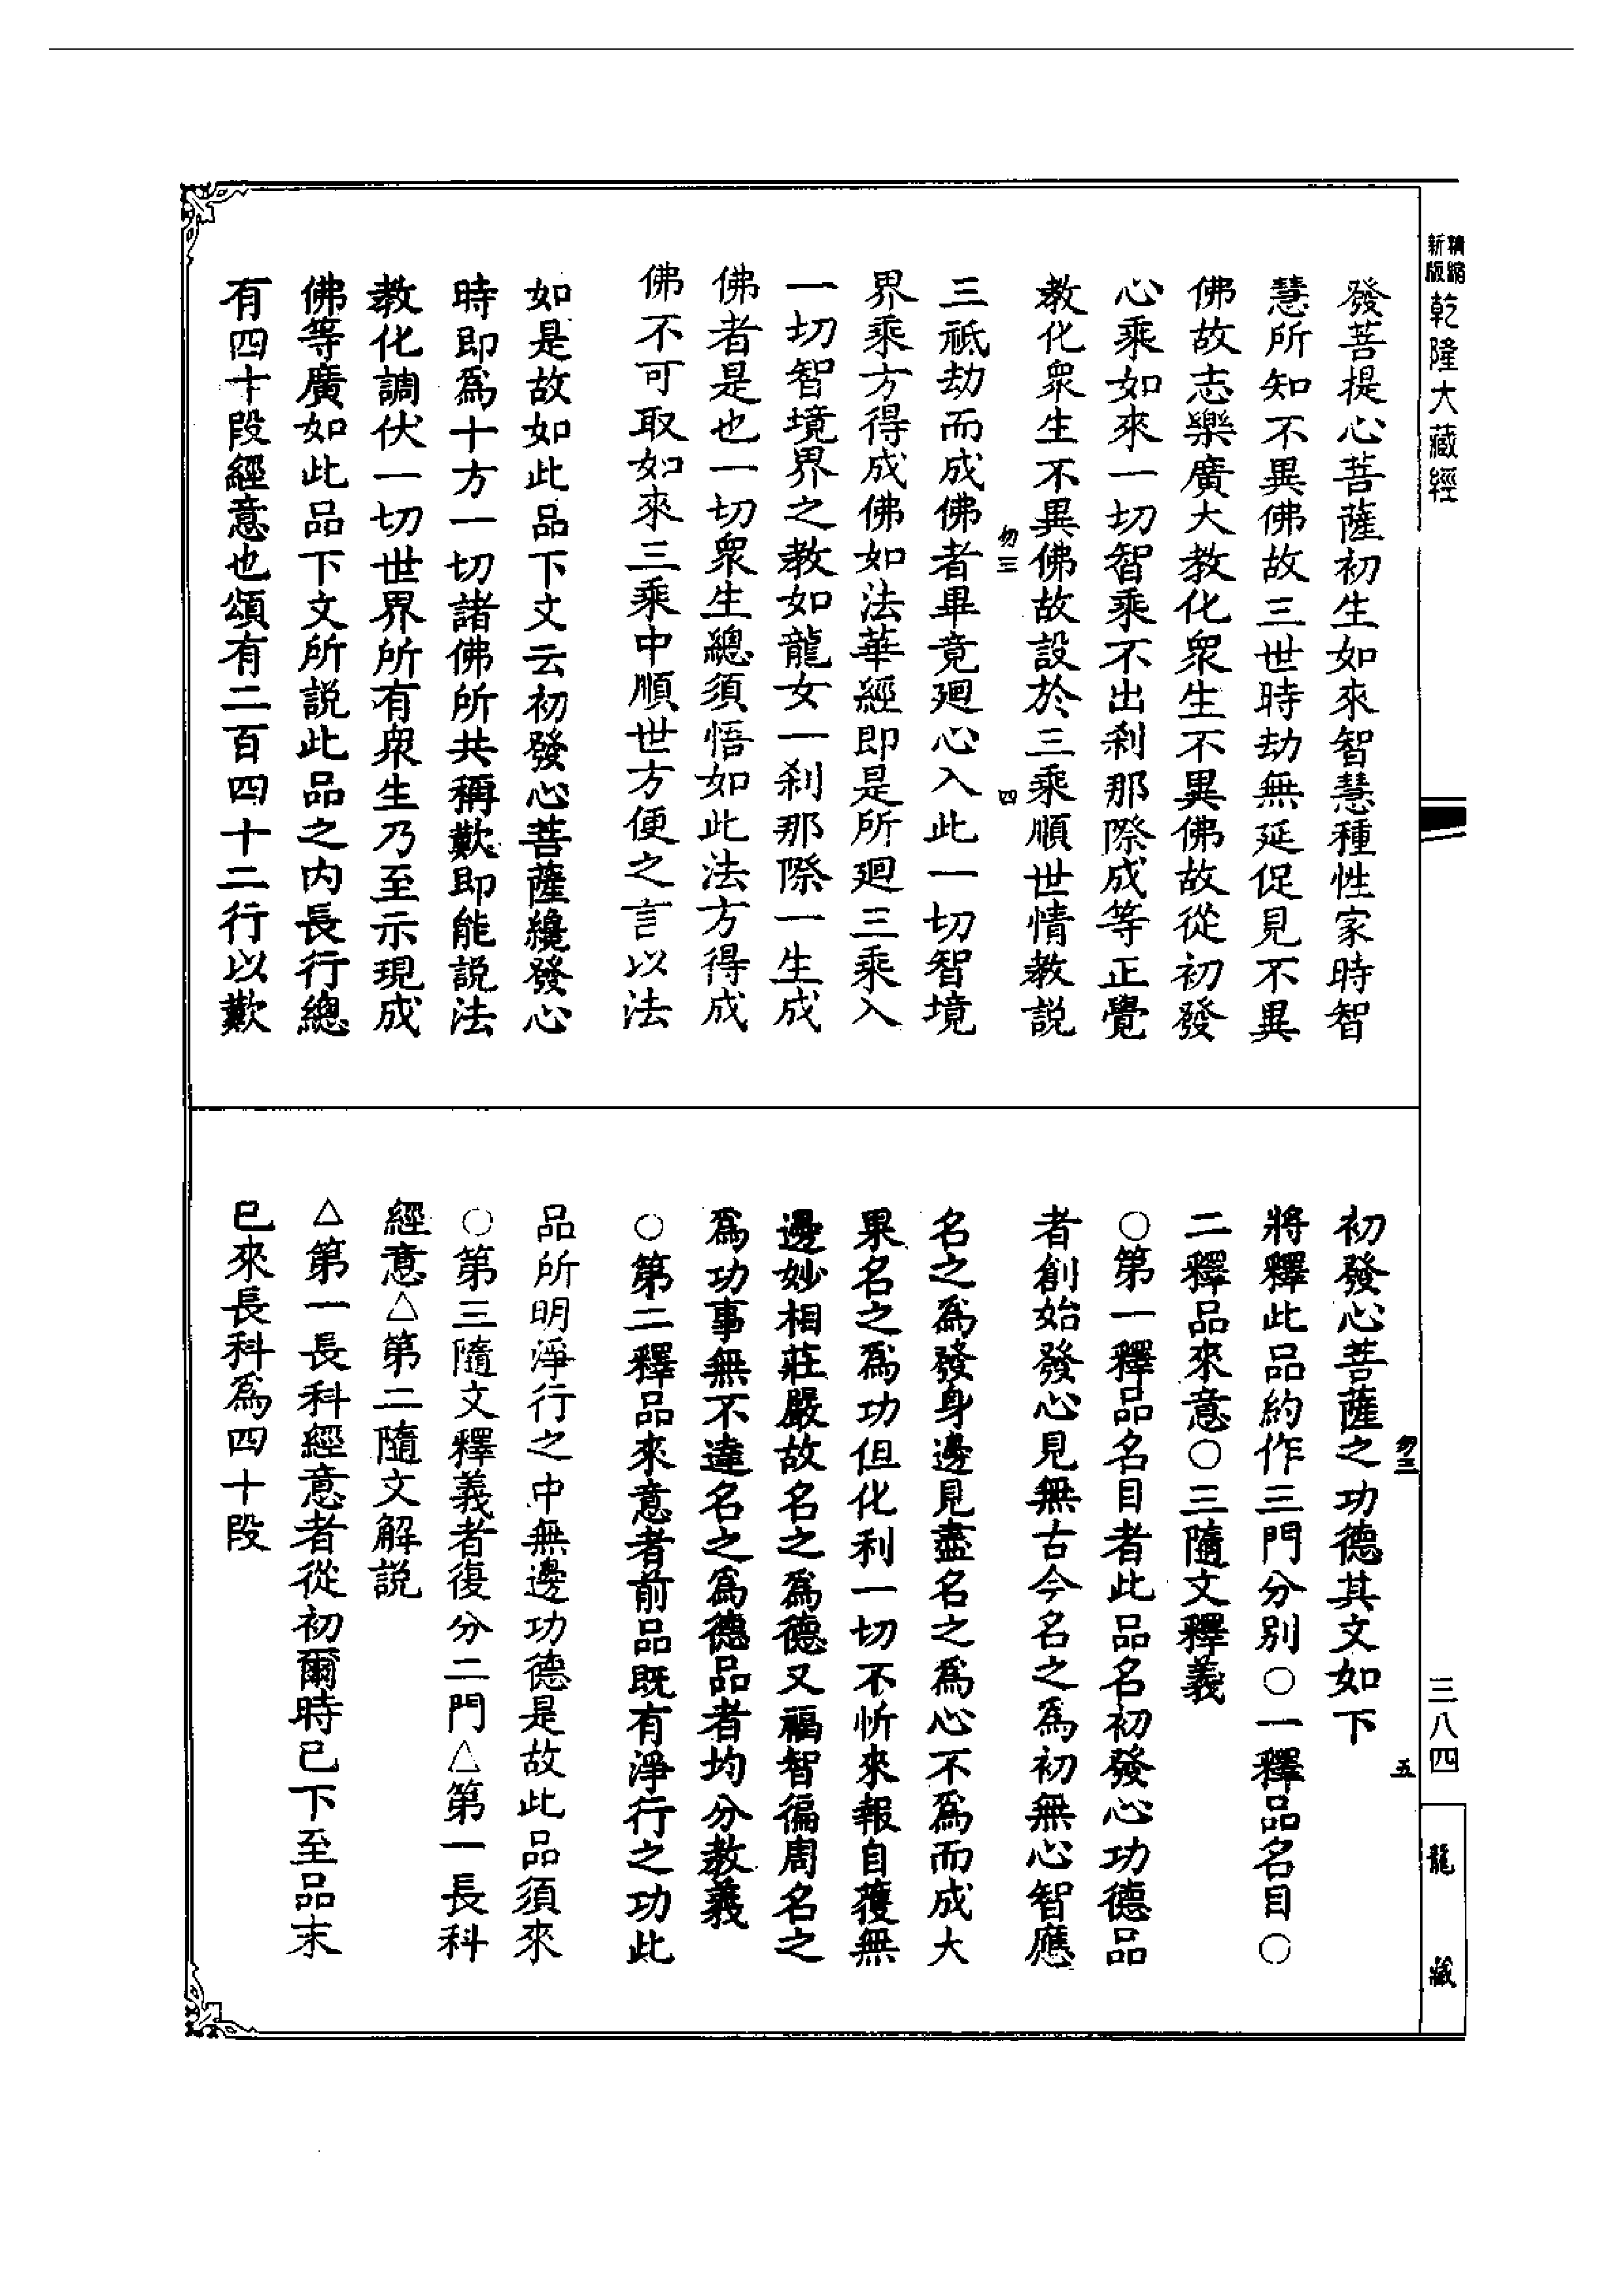 精縮新版乾隆大藏經
發菩提心菩薩初生如來智慧種性家時智
慧所知不異佛故三世時劫無延促見不異
佛故志樂廣大教化衆生不異佛故從初發
心乘如來一切智乘不出刹那際成等正覺
教化衆生不異佛故設於三乘順世情教説
勿三
四
三祇劫而成佛者畢竟廻心入此一切智境
界乘方得成佛如法華經即是所廻三乘入
一切智境界之教如龍女一刹那際一生成
佛者是也一切衆生總須悟如此法方得成
佛不可取如來三乘中順世方便之言以法
如是故如此品下文云初發心菩薩纔發心
時即爲十方一切諸佛所共稱歎即能説法
教化調伏一切世界所有衆生乃至示現成
佛等廣如此品下文所説此品之内長行總
有四十段經意也頌有二百四十二行以歎
勿三
五
初發心菩薩之功德其文如下
將釋此品約作三門分別○一釋品名目○
二釋品來意○三隨文釋義
○第一釋品名目者此品名初發心功德品
者創始發心見無古今名之爲初無心智應
名之爲發身邊見盡名之爲心不爲而成大
果名之爲功但化利一切不忻來報自獲無
邊妙相莊嚴故名之爲德又福智徧周名之
爲功事無不達名之爲德品者均分教義
○第二釋品來意者前品既有淨行之功此
品所明淨行之中無邊功德是故此品須來
○第三隨文釋義者復分二門△第一長科
經意△第二隨文解説
△第一長科經意者從初爾時已下至品末
已來長科爲四十段
三八四
龍藏